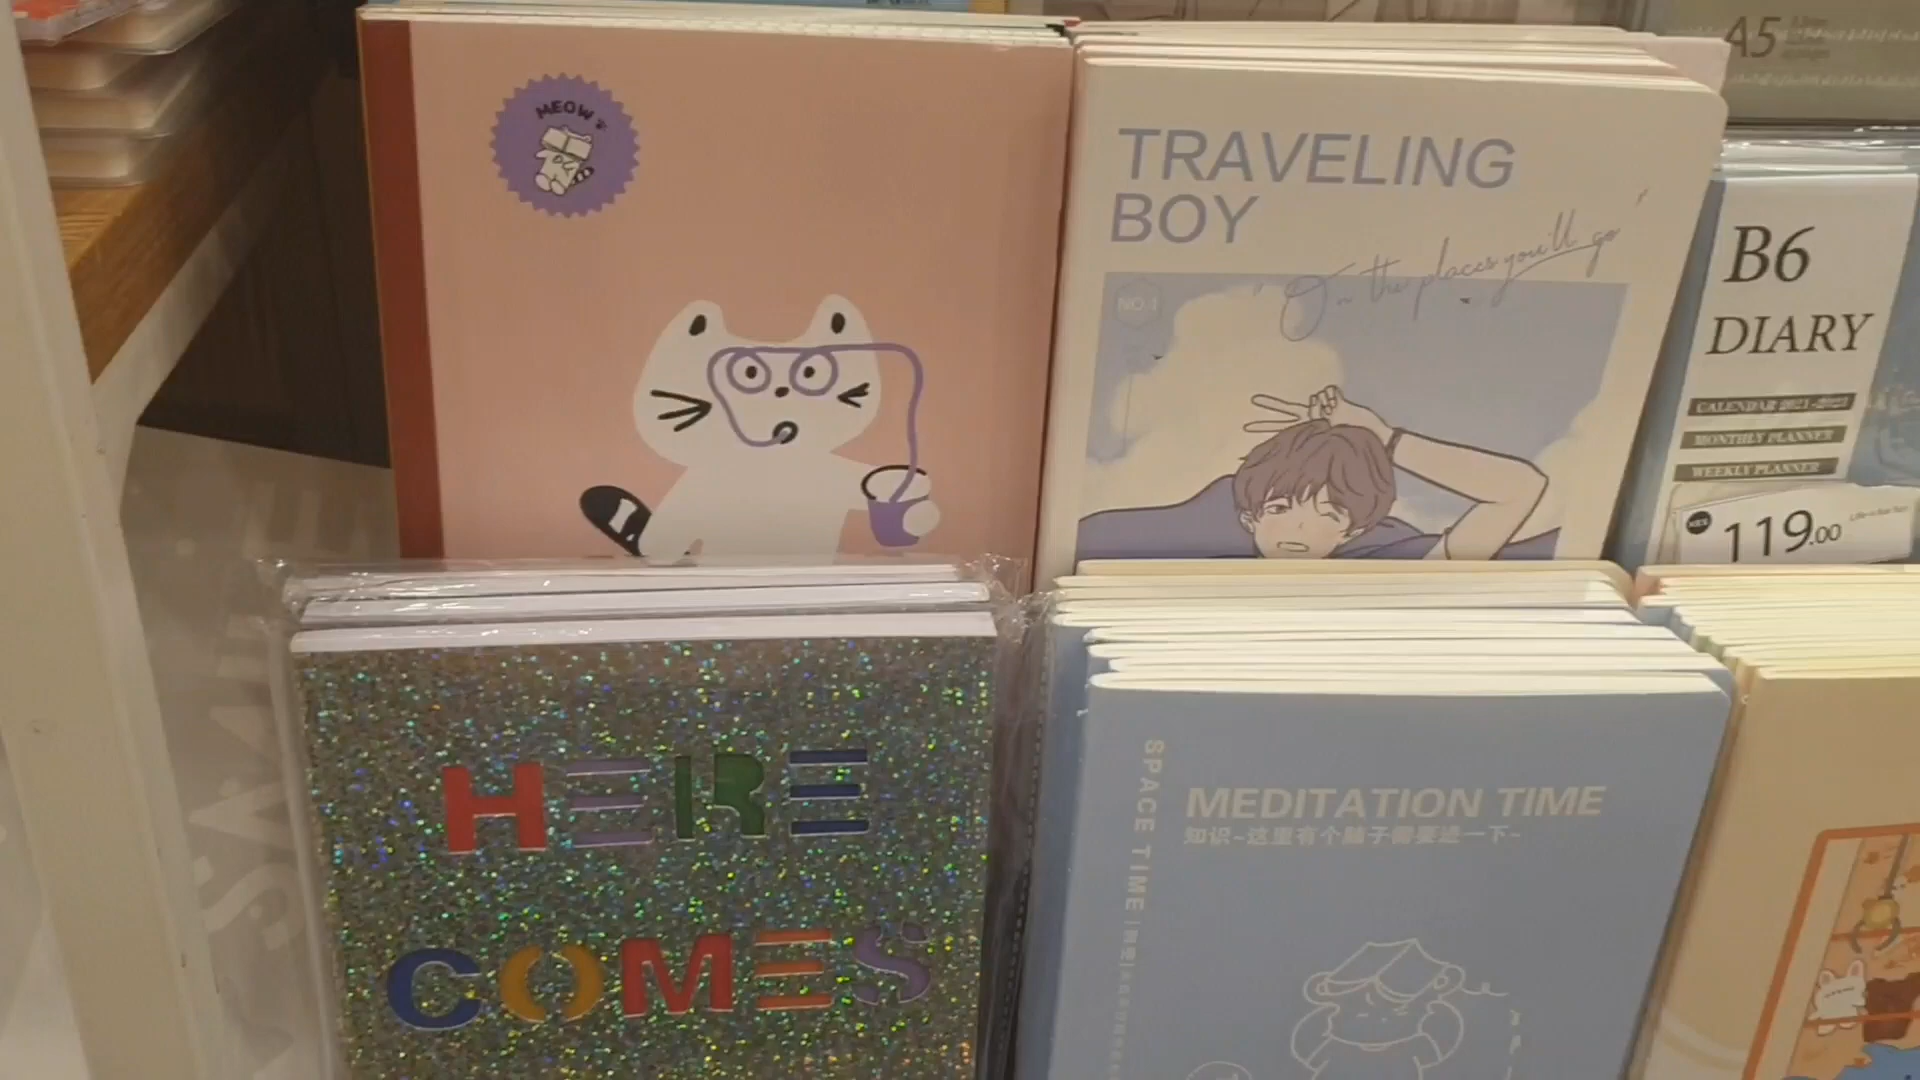 MEOW
TRAVELING
BOY
"On the places you'll go"
NO.1
A5
B6
DIARY
CALENDAR 2021-2022
MONTHLY PLANNER
WEEKLY PLANNER
119.00
HERE
COMES
SPACE TIME
MEDITATION TIME
知识~这里有个脑子需要进一下~